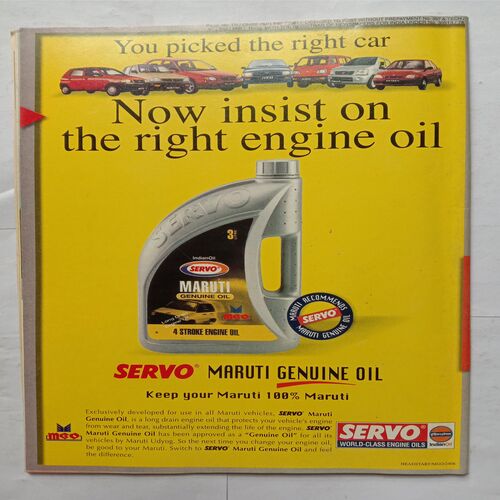 You picked the right car
Now insist on
the right engine oil
SERVO
3
IndianOil
SERVO
MARUTI
GENUINE OIL
MGO
4 STROKE ENGINE OIL
MARUTI RECOMMENDS
SERVO
MARUTI GENUINE OIL
SERVO® MARUTI GENUINE OIL
Keep your Maruti 100% Maruti
Exclusively developed for use in all Maruti vehicles, SERVO® Maruti
Genuine Oil, is a long drain engine oil that protects your vehicle's engine
from wear and tear, substantially extending the life of the engine. SERVO®
Maruti Genuine Oil has been approved as a "Genuine Oil" for all its
vehicles by Maruti Udyog. So the next time you change your engine oil,
be good to your Maruti. Switch to SERVO® Maruti Genuine Oil and feel
the difference.
MGO
SERVO®
WORLD-CLASS ENGINE OILS
IndianOil